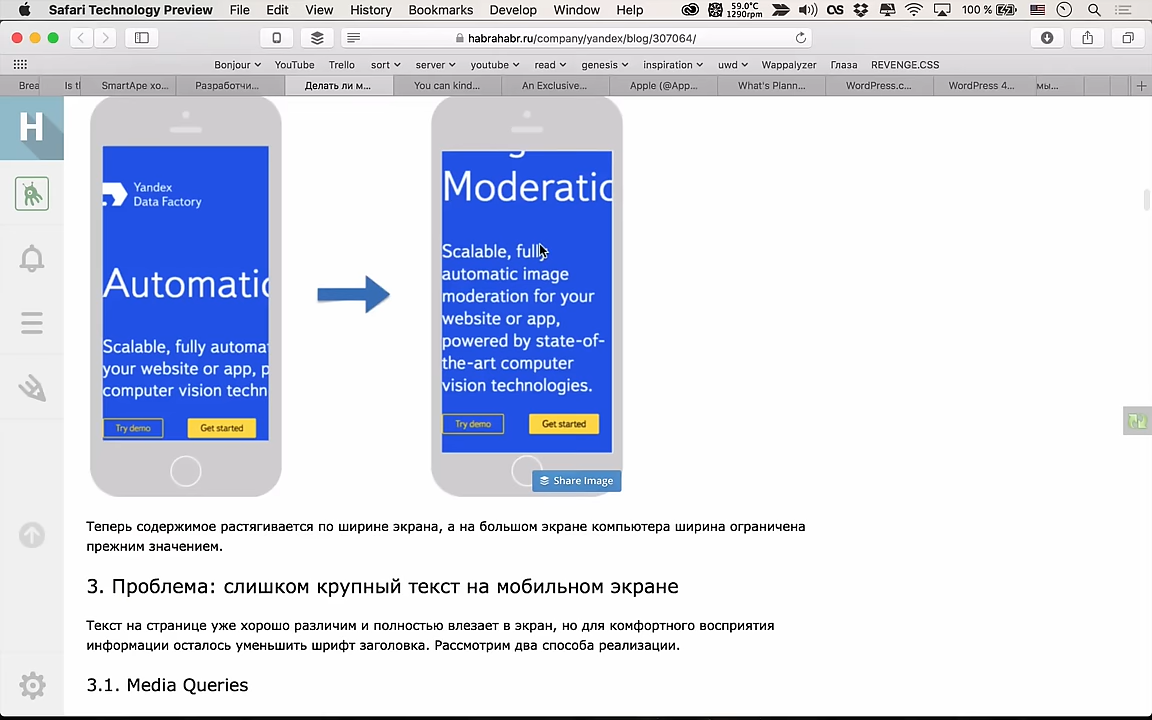 Safari Technology Preview File Edit View History Bookmarks Develop Window Help 59.0°C 1290rpm 100 %
habrahabr.ru/company/yandex/blog/307064/
Bonjour YouTube Trello sort server youtube read genesis inspiration uwd Wappalyzer Глаза REVENGE.CSS
Brea Is tl SmartApe хо... Разработчи... Делать ли м... You can kind... An Exclusive... Apple (@App... What's Plann... WordPress.c... WordPress 4... мы...
H
Yandex
Data Factory
Automatic
Scalable, fully automat
your website or app, p
computer vision techn
Try demo Get started
Moderatic
Scalable, fully
automatic image
moderation for your
website or app,
powered by state-of-
the-art computer
vision technologies.
Try demo Get started
Share Image
Теперь содержимое растягивается по ширине экрана, а на большом экране компьютера ширина ограничена
прежним значением.
3. Проблема: слишком крупный текст на мобильном экране
Текст на странице уже хорошо различим и полностью влезает в экран, но для комфортного восприятия
информации осталось уменьшить шрифт заголовка. Рассмотрим два способа реализации.
3.1. Media Queries